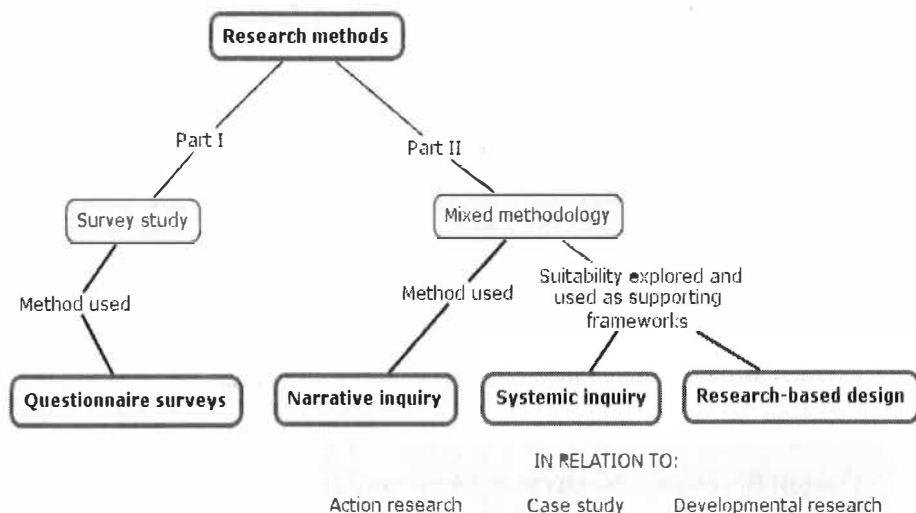 Research methods
Part I
Part II
Survey study
Mixed methodology
Method used
Method used
Suitability explored and
used as supporting
frameworks
Questionnaire surveys
Narrative inquiry
Systemic inquiry
Research-based design
IN RELATION TO:
Action research
Case study
Developmental research